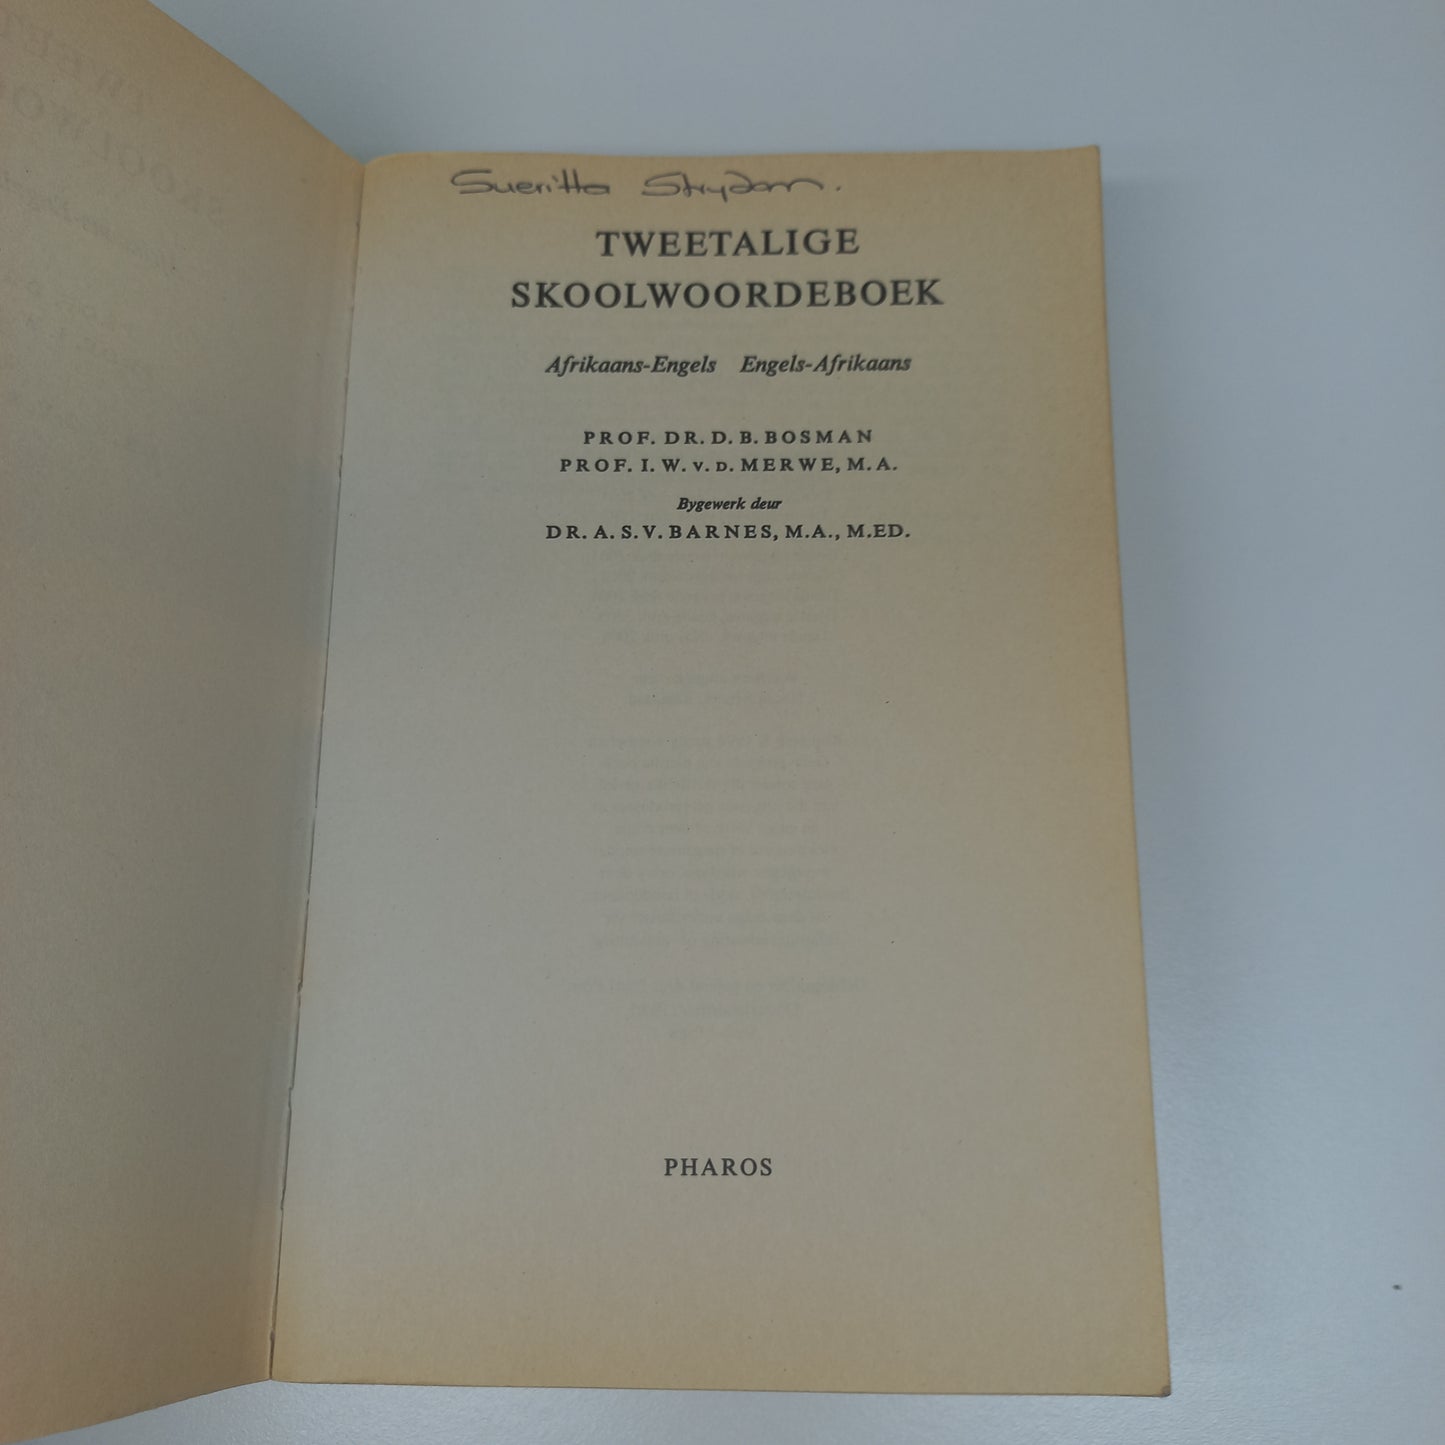 Sueritta Strydom.
TWEETALIGE
SKOOLWOORDEBOEK
Afrikaans-Engels Engels-Afrikaans
PROF. DR. D. B. BOSMAN
PROF. I. W. v. D. MERWE, M. A.
Bygewerk deur
DR. A. S. V. BARNES, M.A., M.ED.
PHAROS